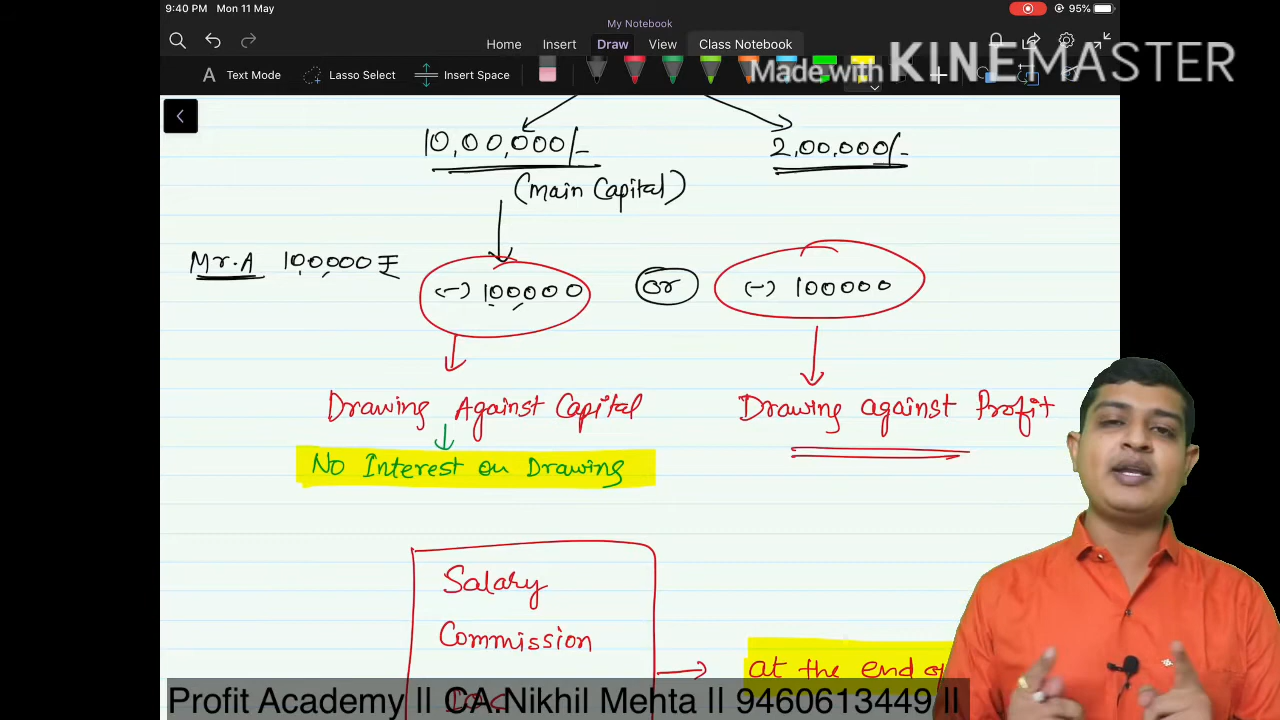 9:40 PM Mon 11 May
95%
My Notebook
Home Insert Draw View Class Notebook
Text Mode Lasso Select Insert Space
Made with KINEMASTER
10,00,000/-
2,00,000/-
(Main Capital)
Mr. A 100000 ₹
(-) 100000 or (-) 100000
Drawing Against Capital
Drawing against Profit
No Interest on Drawing
Salary
Commission
at the end of
Profit Academy ll CA.Nikhil Mehta ll 9460613449 ll